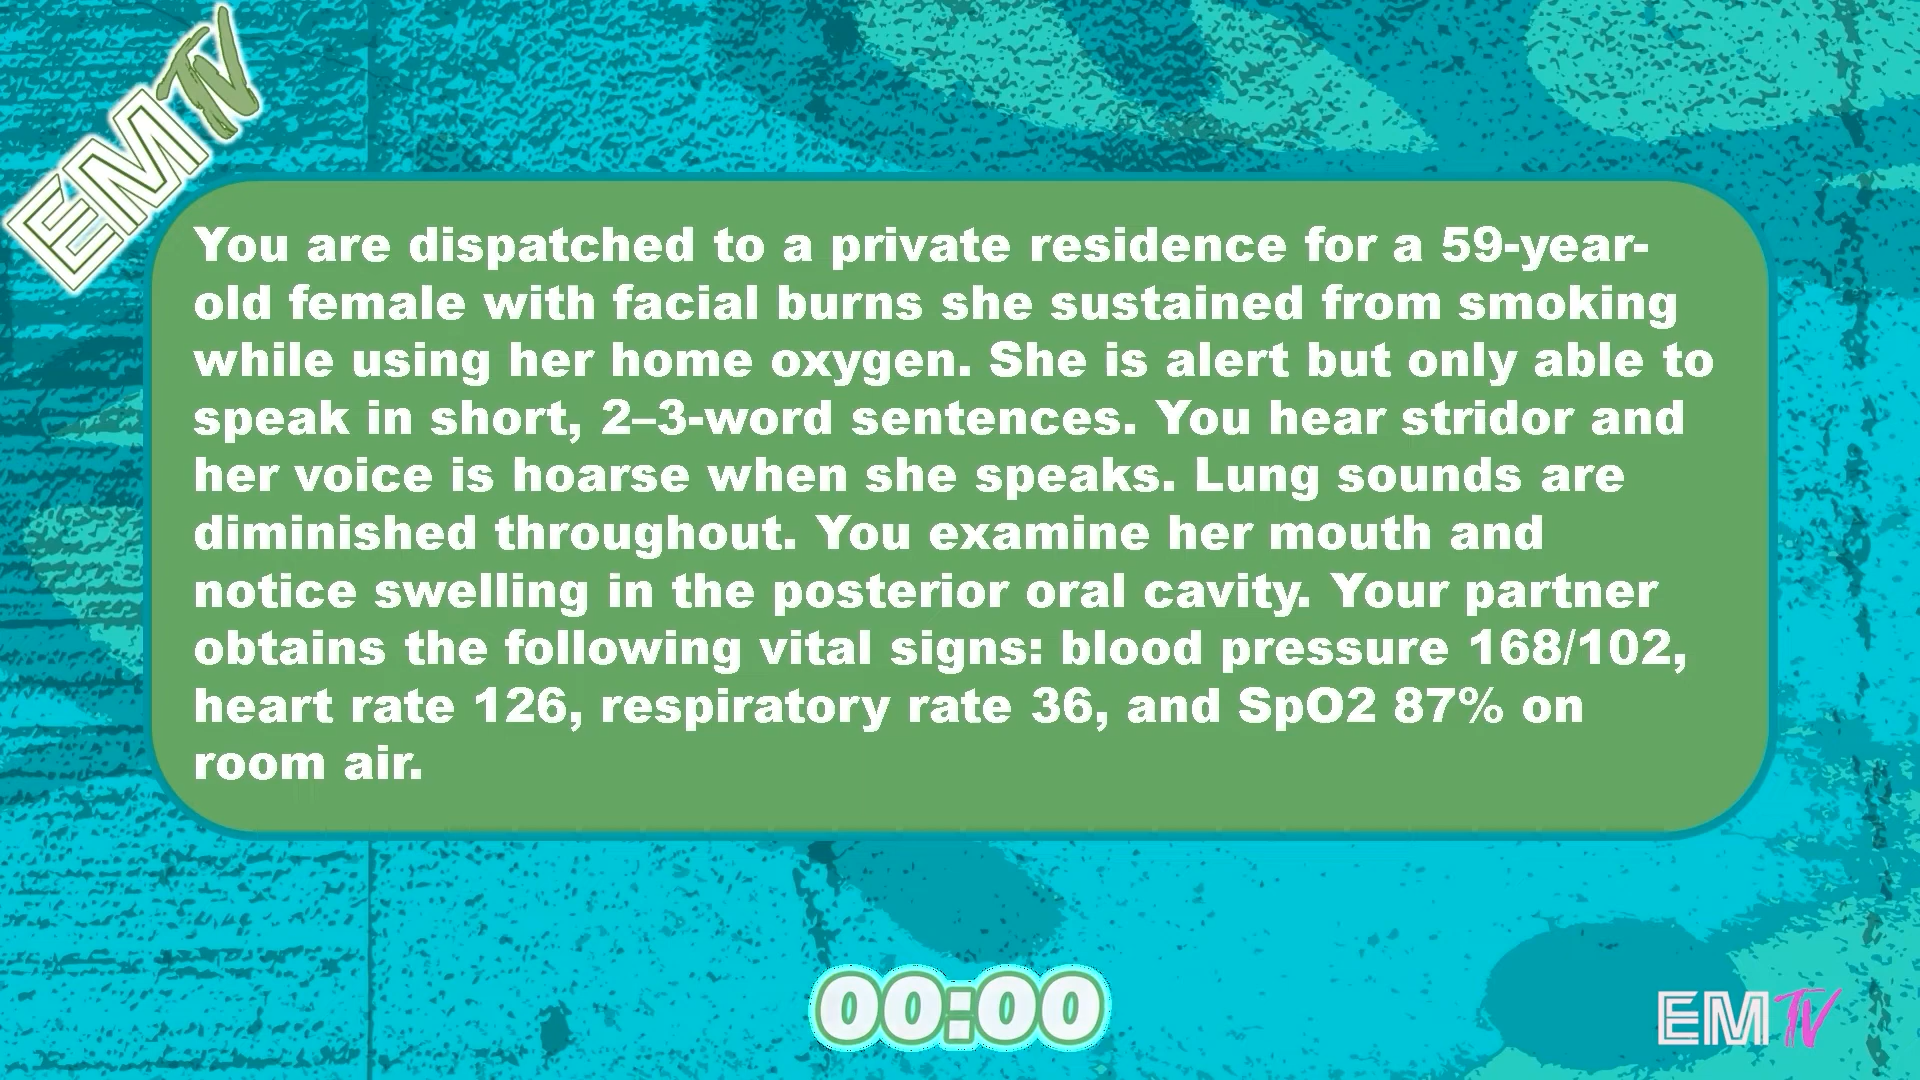 EMTV
You are dispatched to a private residence for a 59-year-
old female with facial burns she sustained from smoking
while using her home oxygen. She is alert but only able to
speak in short, 2–3-word sentences. You hear stridor and
her voice is hoarse when she speaks. Lung sounds are
diminished throughout. You examine her mouth and
notice swelling in the posterior oral cavity. Your partner
obtains the following vital signs: blood pressure 168/102,
heart rate 126, respiratory rate 36, and SpO2 87% on
room air.
00:00
EMTV